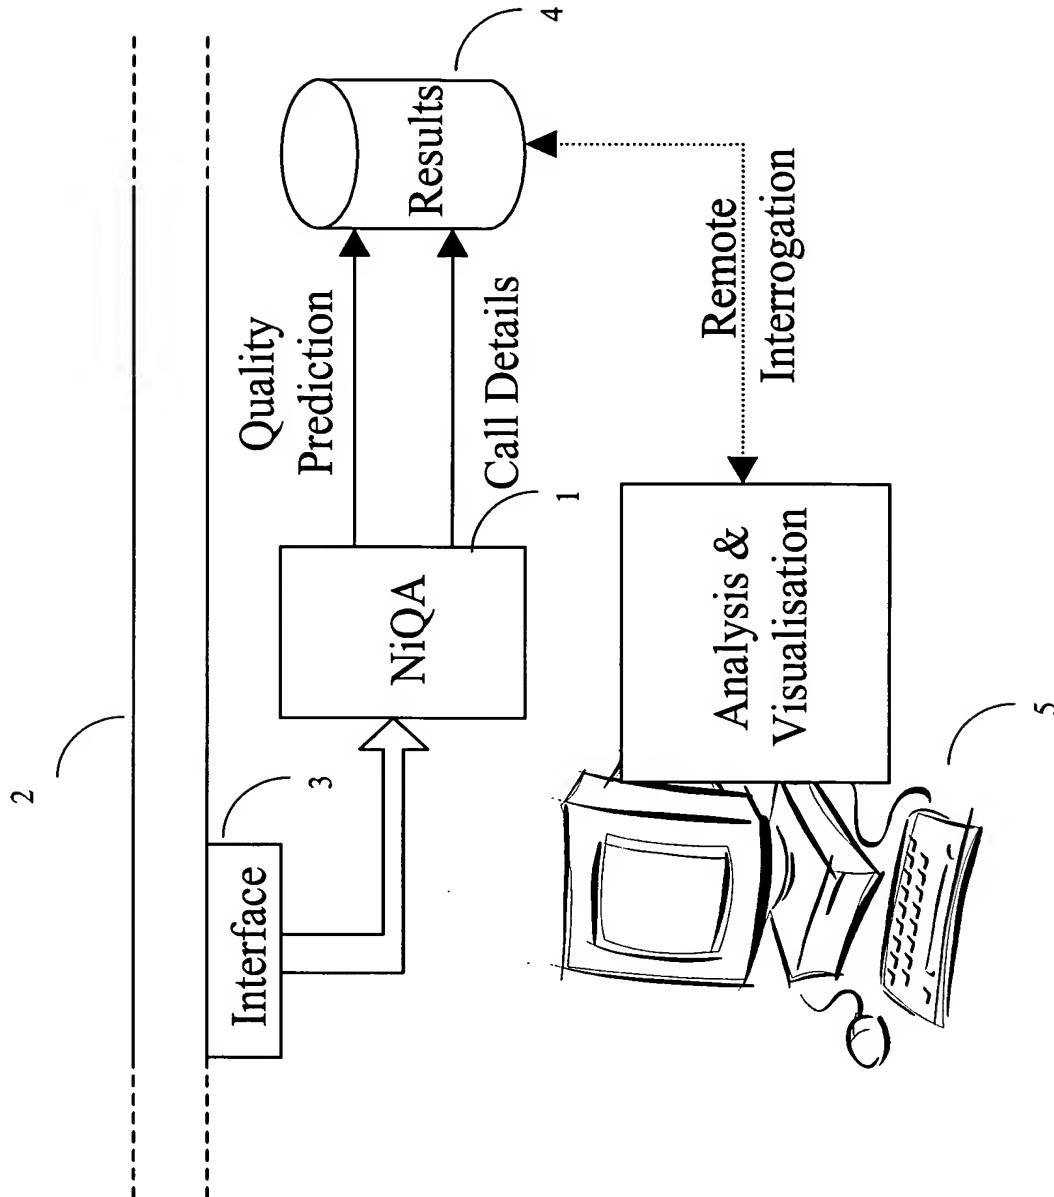 2
3
Interface
NiQA
1
Quality
Prediction
Call Details
Results
4
Remote
Interrogation
Analysis &
Visualisation
5